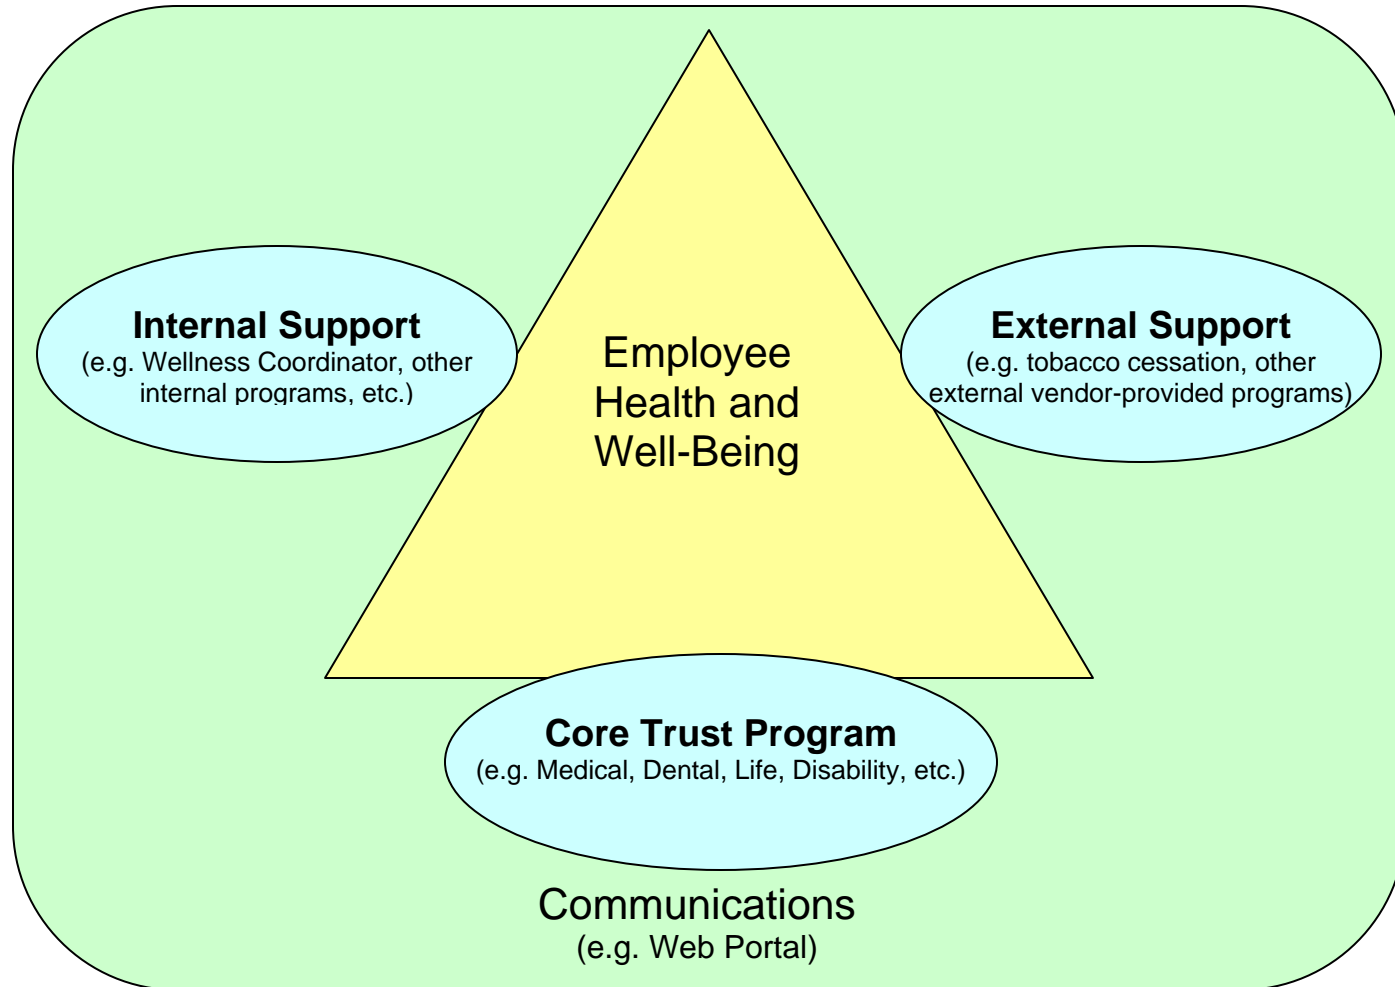 Internal Support
(e.g. Wellness Coordinator, other
internal programs, etc.)
Employee
Health and
Well-Being
External Support
(e.g. tobacco cessation, other
external vendor-provided programs)
Core Trust Program
(e.g. Medical, Dental, Life, Disability, etc.)
Communications
(e.g. Web Portal)